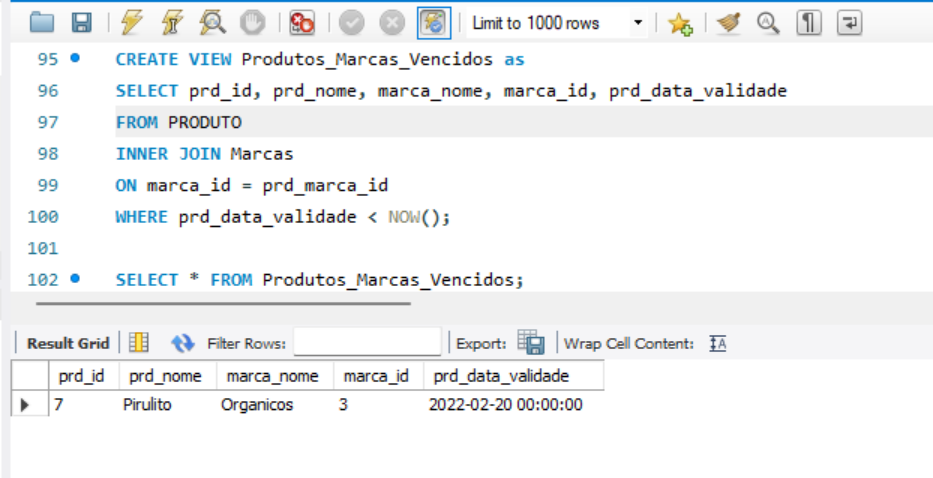 Limit to 1000 rows
95 CREATE VIEW Produtos_Marcas_Vencidos as
96 SELECT prd_id, prd_nome, marca_nome, marca_id, prd_data_validade
97 FROM PRODUTO
98 INNER JOIN Marcas
99 ON marca_id = prd_marca_id
100 WHERE prd_data_validade < NOW();
101
102 SELECT * FROM Produtos_Marcas_Vencidos;
Result Grid Filter Rows: Export: Wrap Cell Content:
prd_id prd_nome marca_nome marca_id prd_data_validade
7 Pirulito Organicos 3 2022-02-20 00:00:00